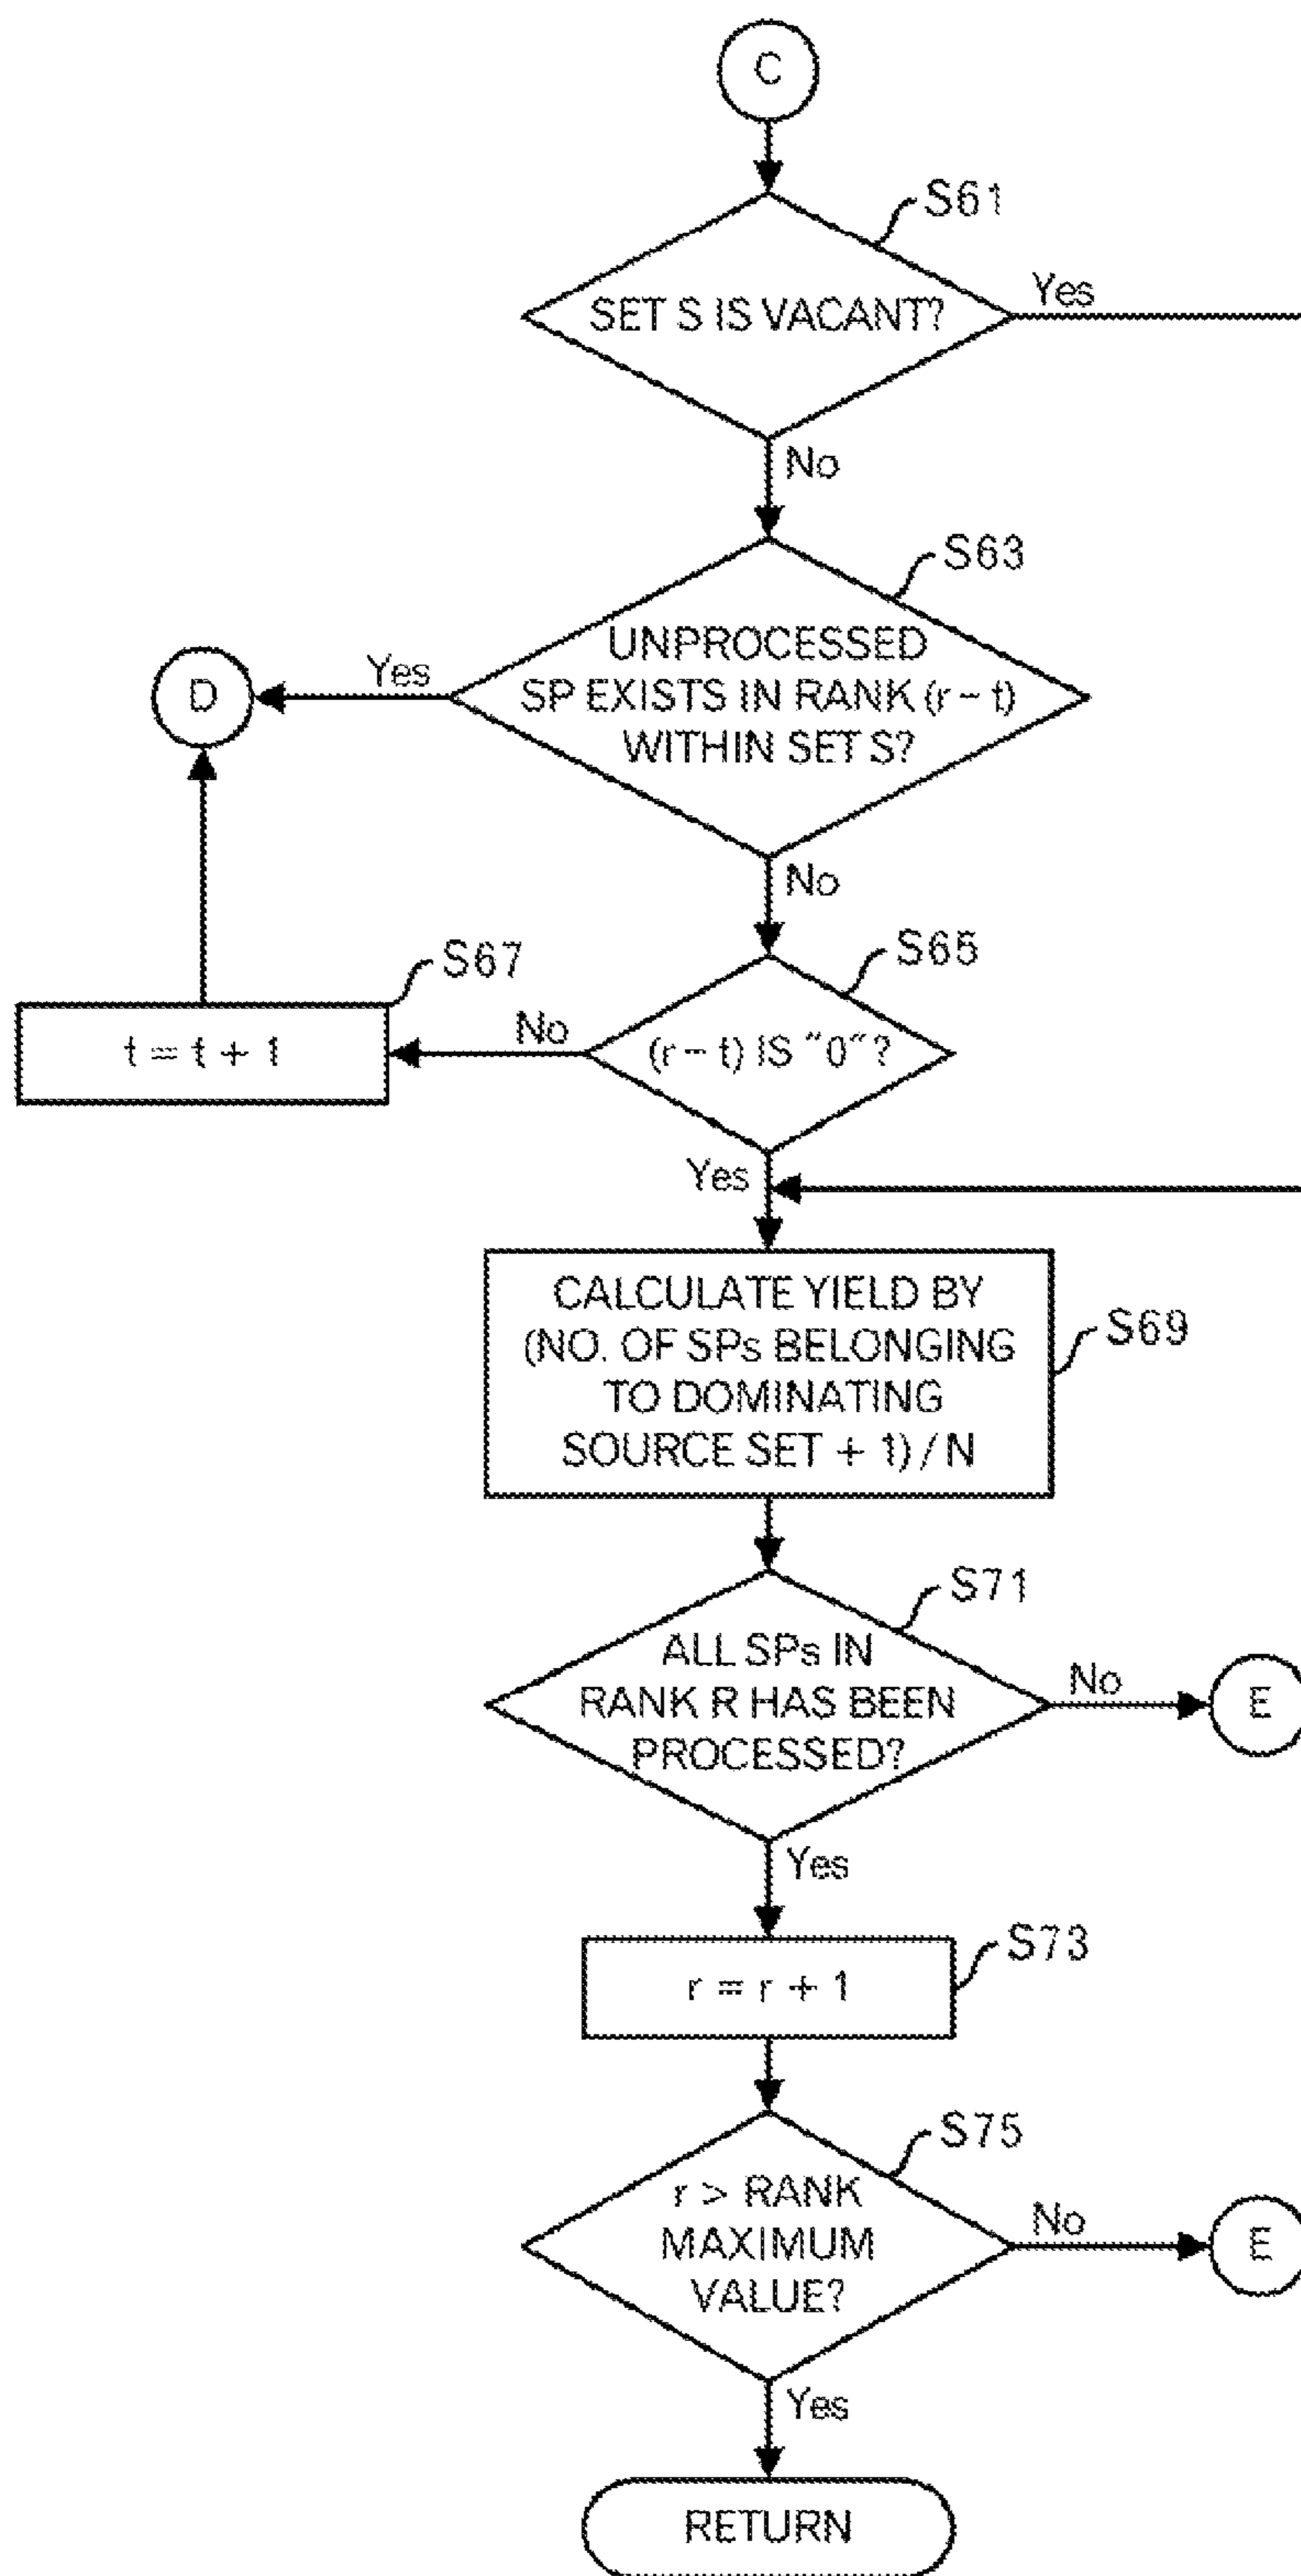 C
S61
SET S IS VACANT?
Yes
No
S63
UNPROCESSED
SP EXISTS IN RANK (r – t)
WITHIN SET S?
Yes
D
No
S65
(r – t) IS "0"?
No
S67
t = t + 1
Yes
CALCULATE YIELD BY
(NO. OF SPs BELONGING
TO DOMINATING
SOURCE SET + 1) / N
S69
S71
ALL SPs IN
RANK R HAS BEEN
PROCESSED?
No
E
Yes
S73
r = r + 1
S75
r > RANK
MAXIMUM
VALUE?
No
E
Yes
RETURN